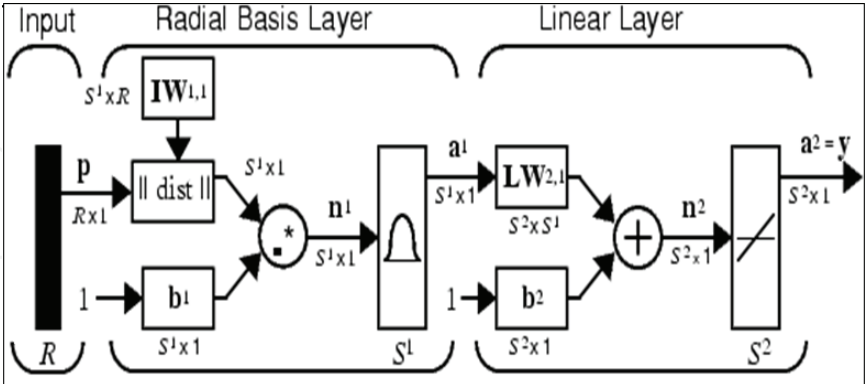 Input
Radial Basis Layer
Linear Layer
S¹xR
IW1,1
p
Rx1
|| dist ||
S¹x1
1
b1
S¹x1
.*
n1
S¹x1
S¹
a1
S¹x1
LW2,1
S²xS¹
1
b2
S²x1
+
n2
S²x1
a2 = y
S²x1
R
S²